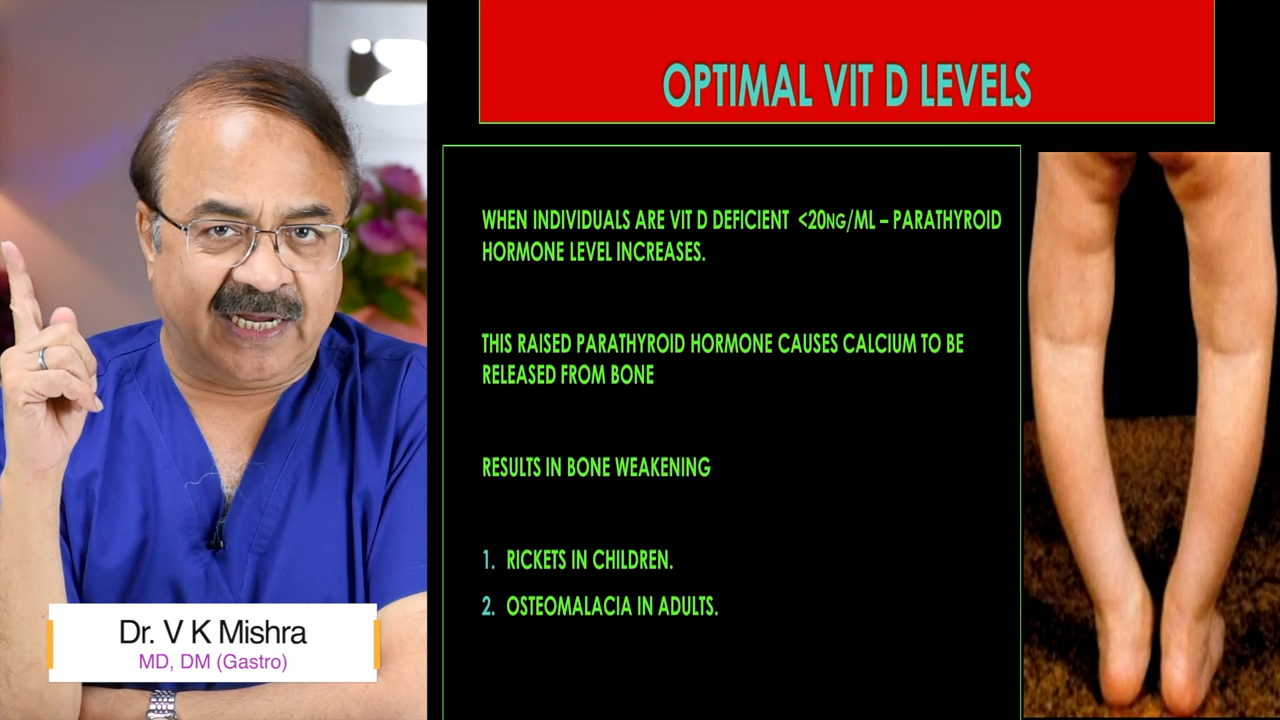 OPTIMAL VIT D LEVELS
WHEN INDIVIDUALS ARE VIT D DEFICIENT <20NG/ML – PARATHYROID
HORMONE LEVEL INCREASES.
THIS RAISED PARATHYROID HORMONE CAUSES CALCIUM TO BE
RELEASED FROM BONE
RESULTS IN BONE WEAKENING
1. RICKETS IN CHILDREN.
2. OSTEOMALACIA IN ADULTS.
Dr. V K Mishra
MD, DM (Gastro)